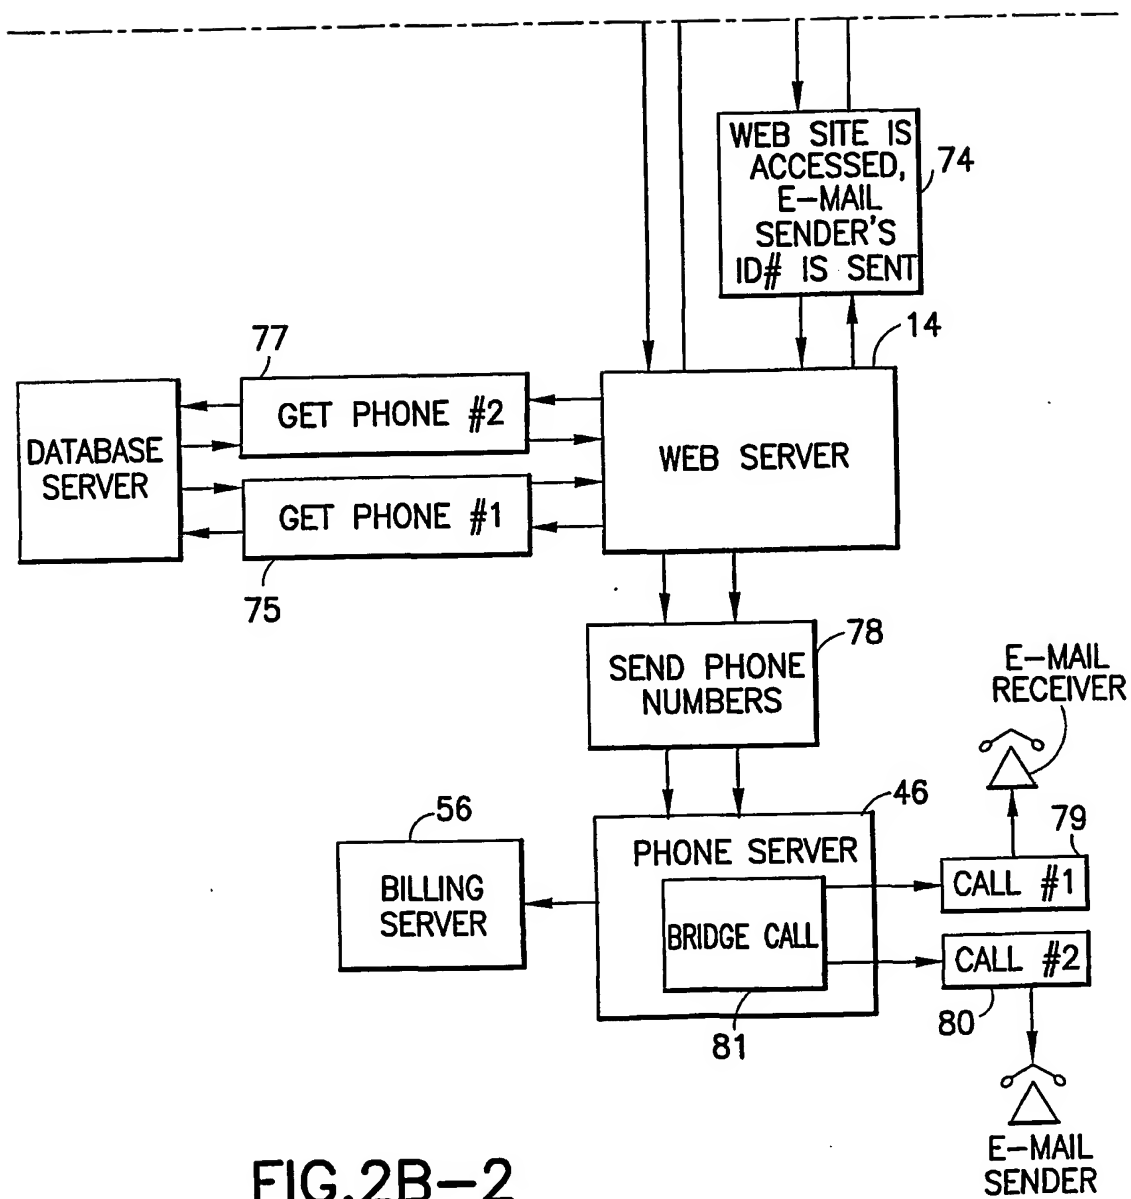 WEB SITE IS
ACCESSED,
E-MAIL
SENDER'S
ID# IS SENT
74
14
77
GET PHONE #2
DATABASE
SERVER
WEB SERVER
GET PHONE #1
75
78
SEND PHONE
NUMBERS
E-MAIL
RECEIVER
46
56
79
PHONE SERVER
BILLING
SERVER
CALL #1
BRIDGE CALL
CALL #2
80
81
E-MAIL
SENDER
FIG.2B-2